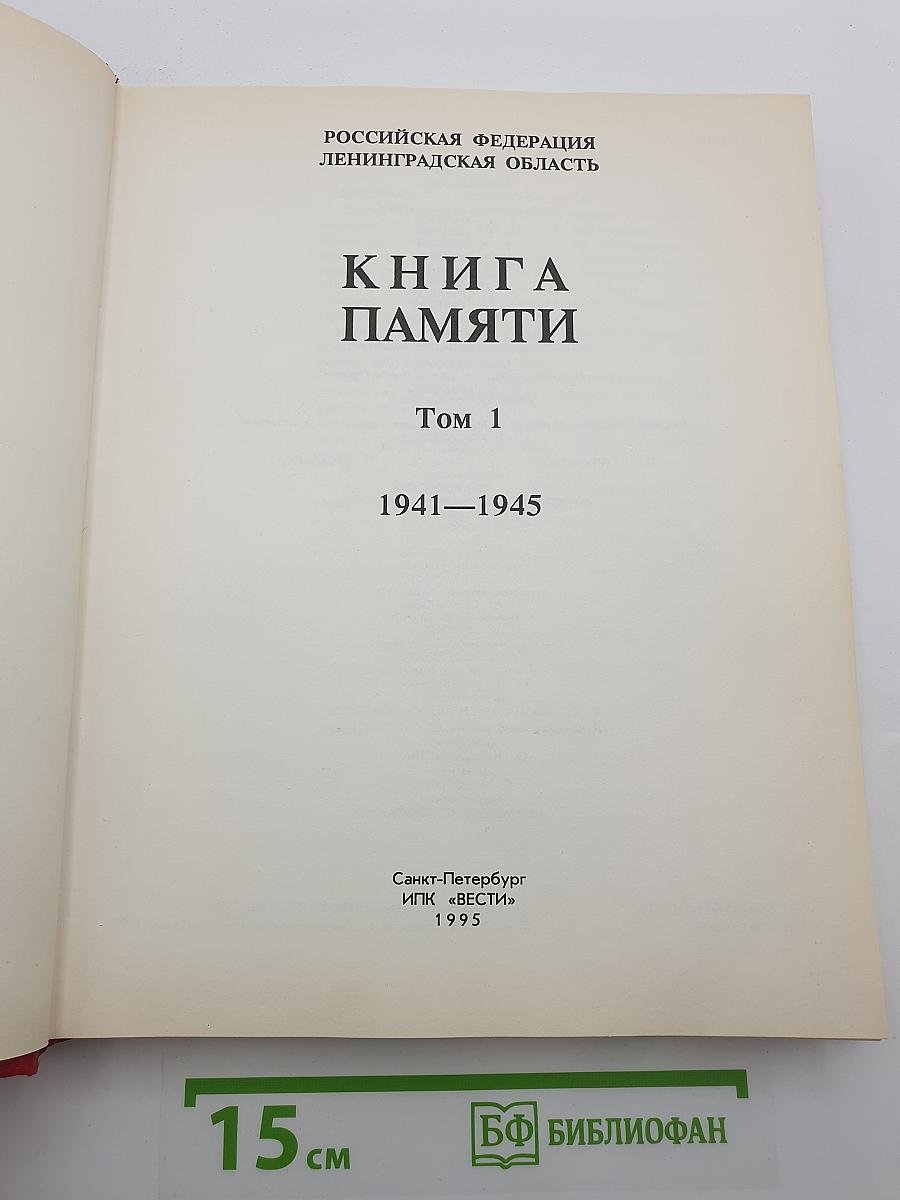 РОССИЙСКАЯ ФЕДЕРАЦИЯ
ЛЕНИНГРАДСКАЯ ОБЛАСТЬ
КНИГА
ПАМЯТИ
Том 1
1941—1945
Санкт-Петербург
ИПК «ВЕСТИ»
1995
15 см
БФ БИБЛИОФАН